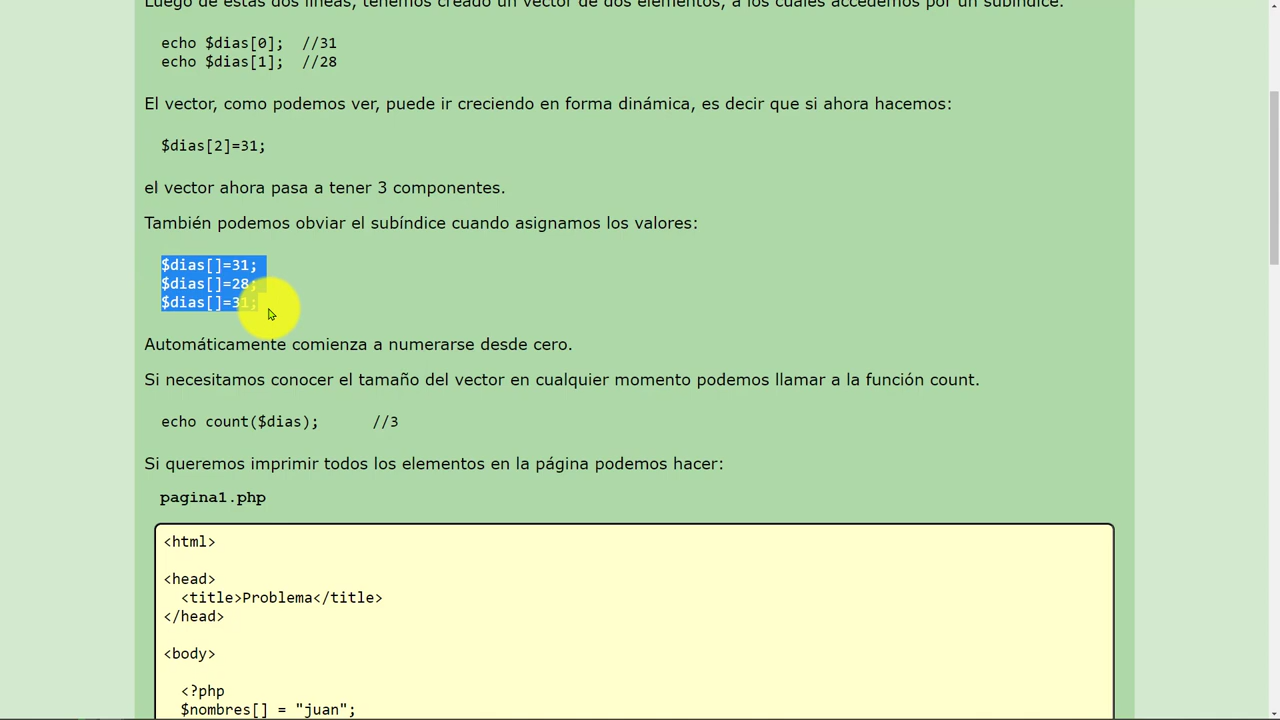 Luego de estas dos líneas, tenemos creado un vector de dos elementos, a los cuales accedemos por un subíndice.
echo $dias[0];  //31
echo $dias[1];  //28
El vector, como podemos ver, puede ir creciendo en forma dinámica, es decir que si ahora hacemos:
$dias[2]=31;
el vector ahora pasa a tener 3 componentes.
También podemos obviar el subíndice cuando asignamos los valores:
$dias[]=31;
$dias[]=28;
$dias[]=31;
Automáticamente comienza a numerarse desde cero.
Si necesitamos conocer el tamaño del vector en cualquier momento podemos llamar a la función count.
echo count($dias);      //3
Si queremos imprimir todos los elementos en la página podemos hacer:
pagina1.php
<html>
<head>
  <title>Problema</title>
</head>
<body>
  <?php
  $nombres[] = "juan";